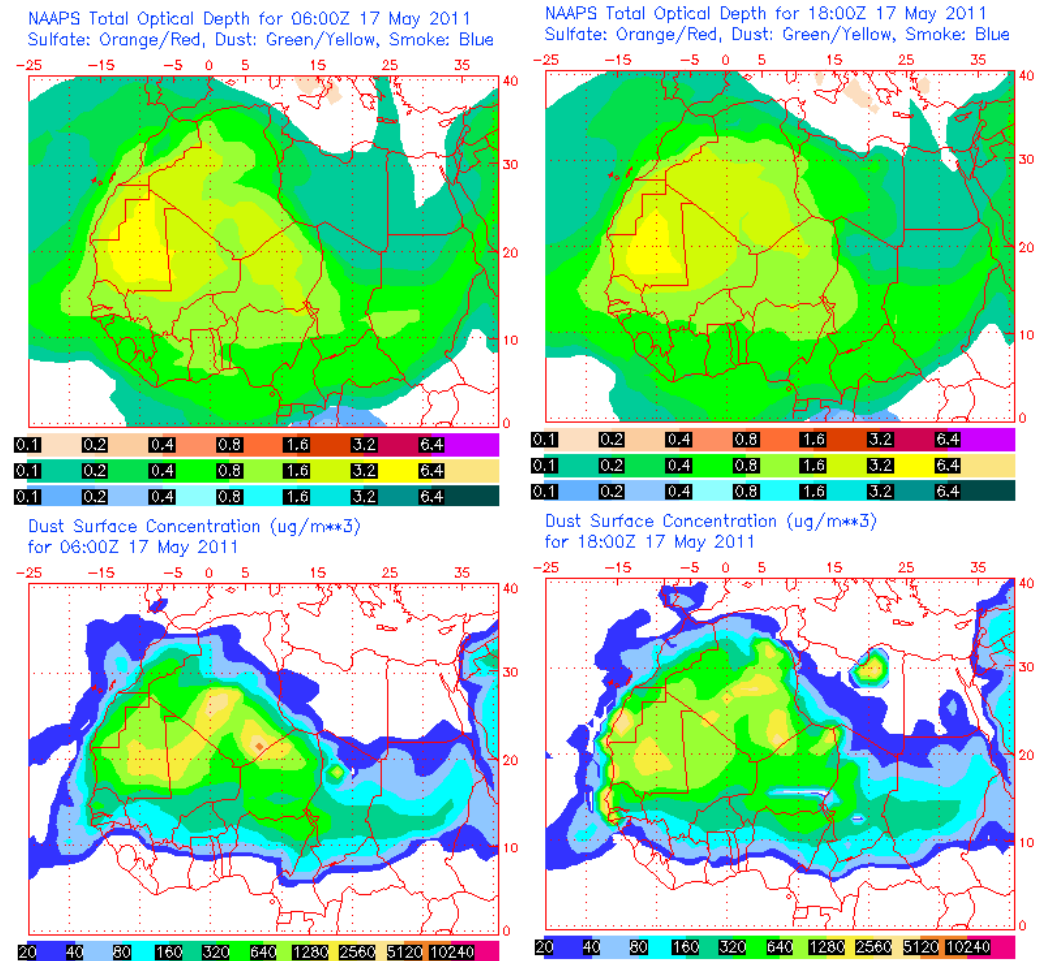 NAAPS Total Optical Depth for 06:00Z 17 May 2011
Sulfate: Orange/Red, Dust: Green/Yellow, Smoke: Blue
-25 -15 -5 0 5 15 25 35
40
30
20
10
0
0.1 0.2 0.4 0.8 1.6 3.2 6.4
0.1 0.2 0.4 0.8 1.6 3.2 6.4
0.1 0.2 0.4 0.8 1.6 3.2 6.4
NAAPS Total Optical Depth for 18:00Z 17 May 2011
Sulfate: Orange/Red, Dust: Green/Yellow, Smoke: Blue
-25 -15 -5 0 5 15 25 35
40
30
20
10
0
0.1 0.2 0.4 0.8 1.6 3.2 6.4
0.1 0.2 0.4 0.8 1.6 3.2 6.4
0.1 0.2 0.4 0.8 1.6 3.2 6.4
Dust Surface Concentration (ug/m**3)
for 06:00Z 17 May 2011
-25 -15 -5 0 5 15 25 35
40
30
20
10
0
20 40 80 160 320 640 1280 2560 5120 10240
Dust Surface Concentration (ug/m**3)
for 18:00Z 17 May 2011
-25 -15 -5 0 5 15 25 35
40
30
20
10
0
20 40 80 160 320 640 1280 2560 5120 10240